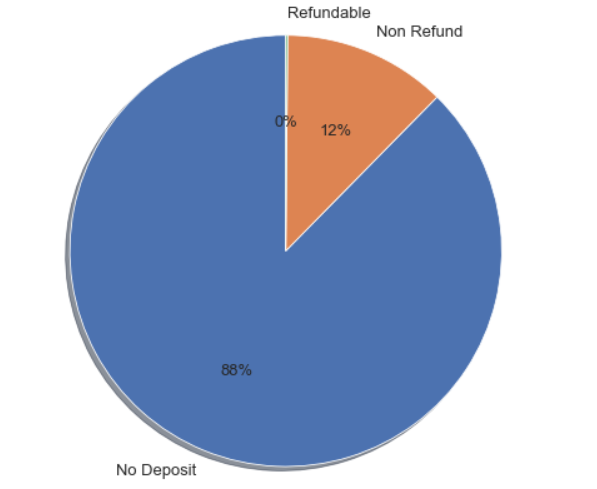 Refundable
Non Refund
0%
12%
88%
No Deposit